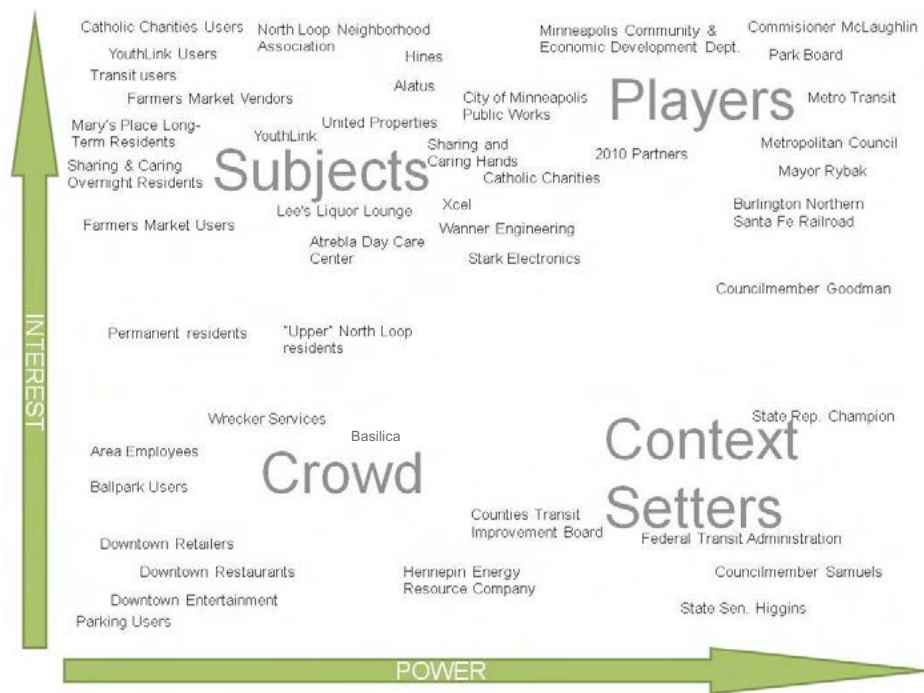 Catholic Charities Users
North Loop Neighborhood
Association
Minneapolis Community &
Economic Development Dept.
Commisioner McLaughlin
YouthLink Users
Hines
Park Board
Transit users
Alatus
Players
Farmers Market Vendors
City of Minneapolis
Public Works
Metro Transit
Mary's Place Long-
Term Residents
YouthLink
United Properties
Sharing and
Caring Hands
2010 Partners
Metropolitan Council
Sharing & Caring
Overnight Residents
Subjects
Catholic Charities
Mayor Rybak
Farmers Market Users
Lee's Liquor Lounge
Xcel
Burlington Northern
Santa Fe Railroad
Atrebla Day Care
Center
Wanner Engineering
Stark Electronics
Councilmember Goodman
INTEREST
Permanent residents
"Upper" North Loop
residents
Wrecker Services
Basilica
State Rep. Champion
Area Employees
Crowd
Context
Setters
Ballpark Users
Counties Transit
Improvement Board
Federal Transit Administration
Downtown Retailers
Downtown Restaurants
Hennepin Energy
Resource Company
Councilmember Samuels
Downtown Entertainment
State Sen. Higgins
Parking Users
POWER